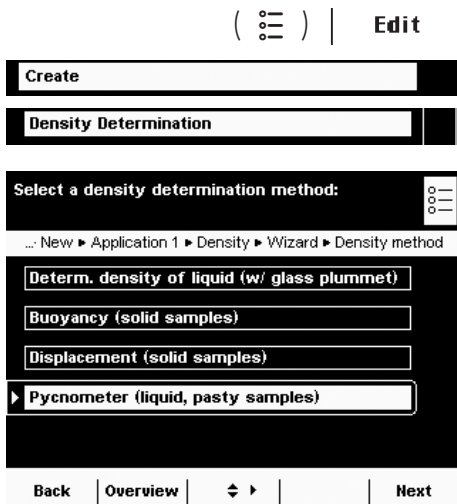 Edit
Create
Density Determination
Select a density determination method:
... New ▸ Application 1 ▸ Density ▸ Wizard ▸ Density method
Determ. density of liquid (w/ glass plummet)
Buoyancy (solid samples)
Displacement (solid samples)
Pycnometer (liquid, pasty samples)
Back Overview Next